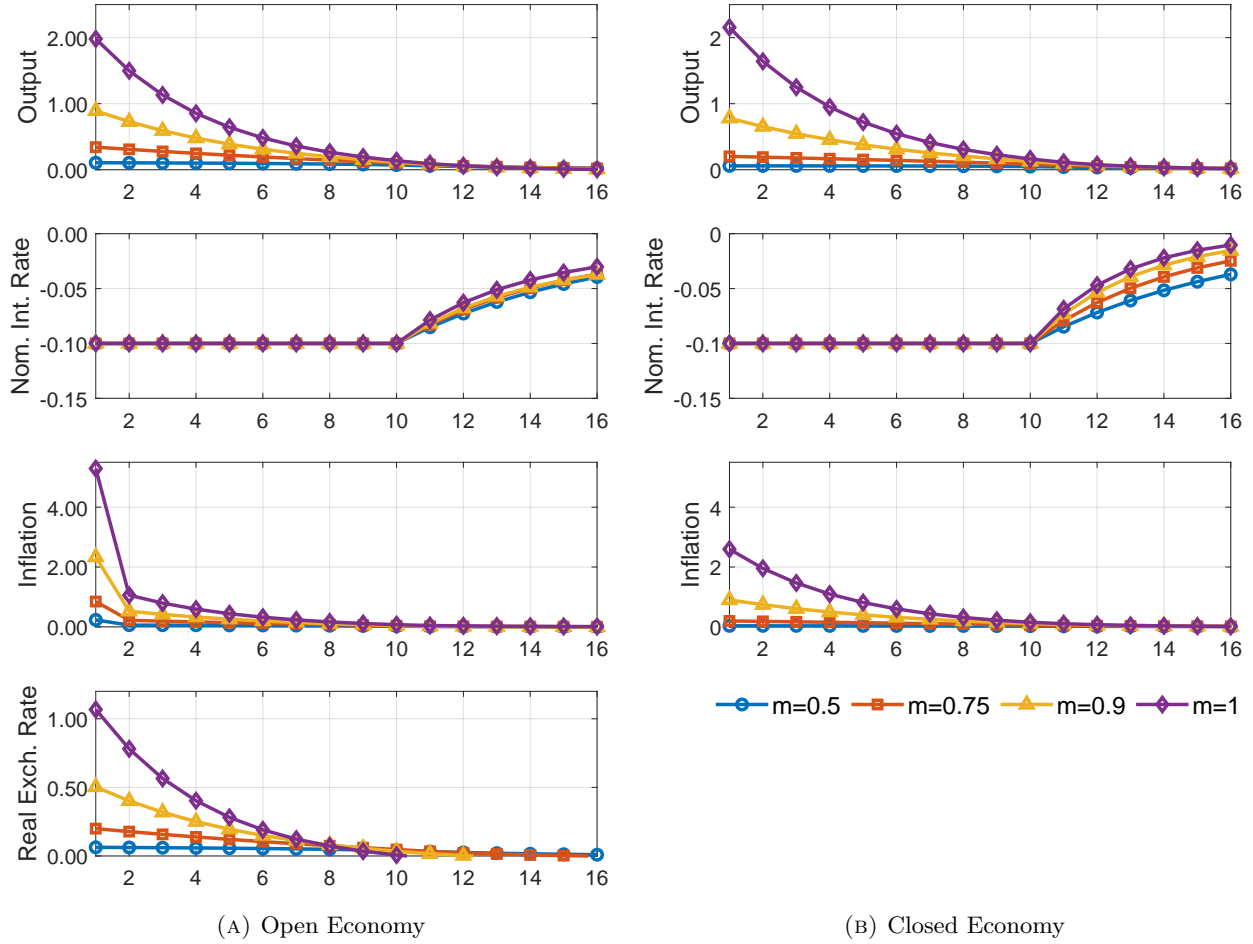 Output
2.00
1.00
0.00
2 4 6 8 10 12 14 16
Nom. Int. Rate
0.00
-0.05
-0.10
-0.15
2 4 6 8 10 12 14 16
Inflation
4.00
2.00
0.00
2 4 6 8 10 12 14 16
Real Exch. Rate
1.00
0.50
0.00
2 4 6 8 10 12 14 16
(A) Open Economy
Output
2
1
0
2 4 6 8 10 12 14 16
Nom. Int. Rate
0
-0.05
-0.1
-0.15
2 4 6 8 10 12 14 16
Inflation
4
2
0
2 4 6 8 10 12 14 16
m=0.5 m=0.75 m=0.9 m=1
(B) Closed Economy